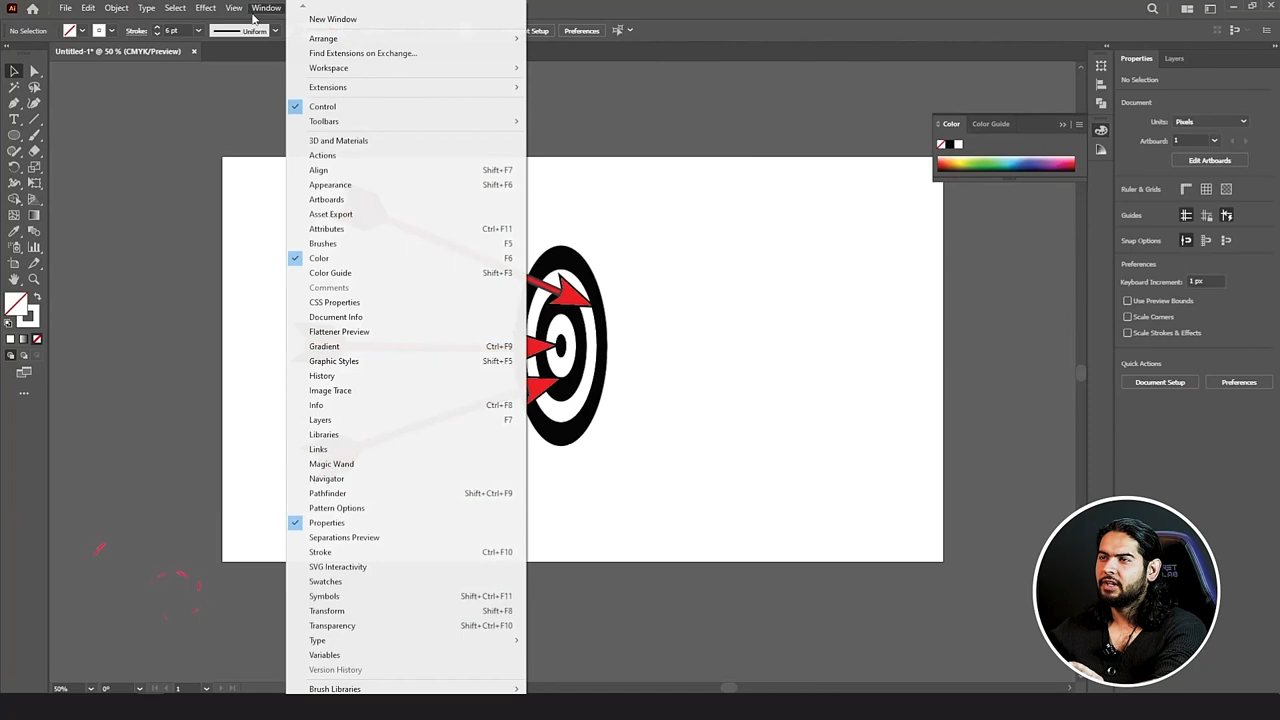 Ai File Edit Object Type Select Effect View Window
No Selection Stroke: 6 pt Uniform Preferences
Untitled-1* @ 50 % (CMYK/Preview) ×
New Window
Arrange
Find Extensions on Exchange...
Workspace
Extensions
Control
Toolbars
3D and Materials
Actions
Align Shift+F7
Appearance Shift+F6
Artboards
Asset Export
Attributes Ctrl+F11
Brushes F5
Color F6
Color Guide Shift+F3
Comments
CSS Properties
Document Info
Flattener Preview
Gradient Ctrl+F9
Graphic Styles Shift+F5
History
Image Trace
Info Ctrl+F8
Layers F7
Libraries
Links
Magic Wand
Navigator
Pathfinder Shift+Ctrl+F9
Pattern Options
Properties
Separations Preview
Stroke Ctrl+F10
SVG Interactivity
Swatches
Symbols Shift+Ctrl+F11
Transform Shift+F8
Transparency Shift+Ctrl+F10
Type
Variables
Version History
Brush Libraries
Color Color Guide
Properties Layers
No Selection
Document
Units: Pixels
Artboard: 1
Edit Artboards
Ruler & Grids
Guides
Snap Options
Preferences
Keyboard Increment: 1 px
Use Preview Bounds
Scale Corners
Scale Strokes & Effects
Quick Actions
Document Setup Preferences
50% 0° 1